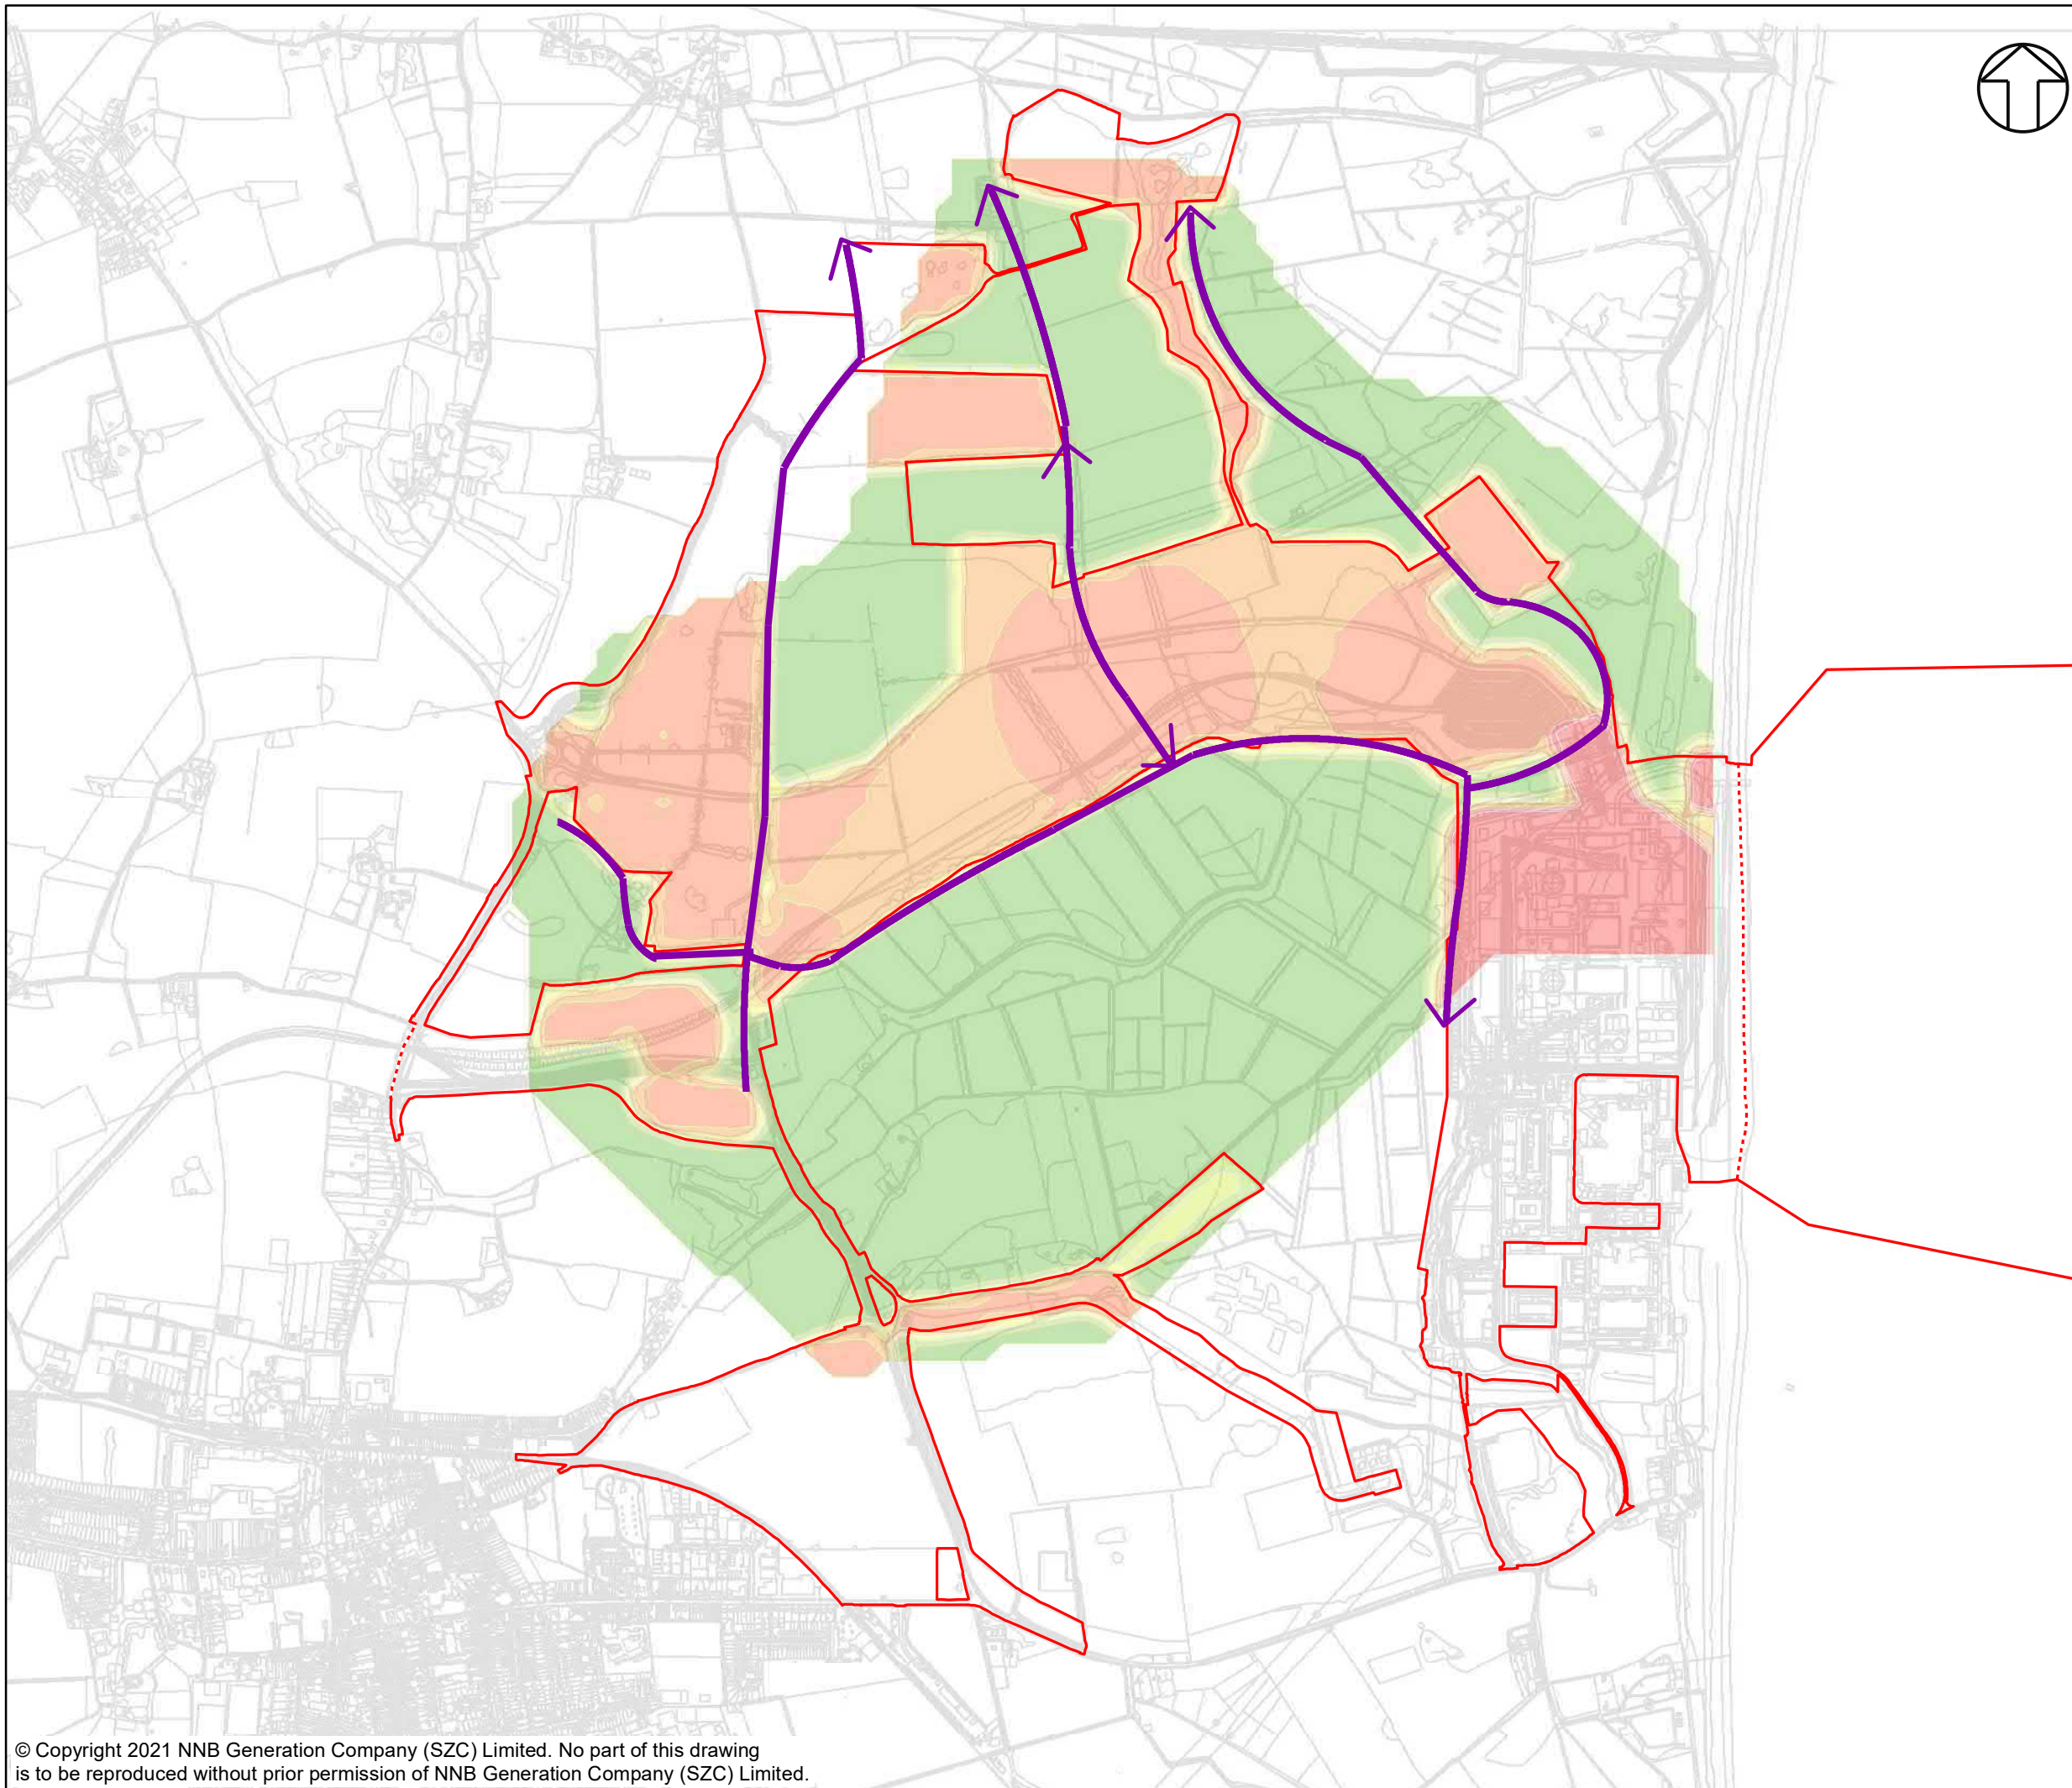 © Copyright 2021 NNB Generation Company (SZC) Limited. No part of this drawing
is to be reproduced without prior permission of NNB Generation Company (SZC) Limited.